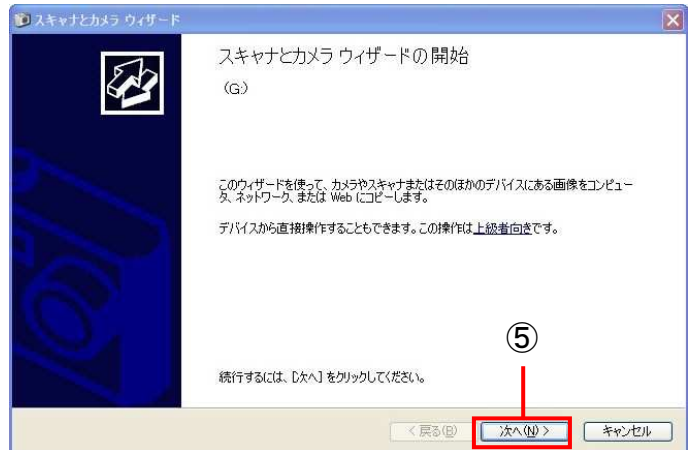 スキャナとカメラ ウィザード
スキャナとカメラ ウィザードの開始
(G:)
このウィザードを使って、カメラやスキャナまたはそのほかのデバイスにある画像をコンピュー
タ、ネットワーク、または Web にコピーします。
デバイスから直接操作することもできます。この操作は上級者向きです。
⑤
続行するには、[次へ] をクリックしてください。
< 戻る(B)
次へ(N) >
キャンセル